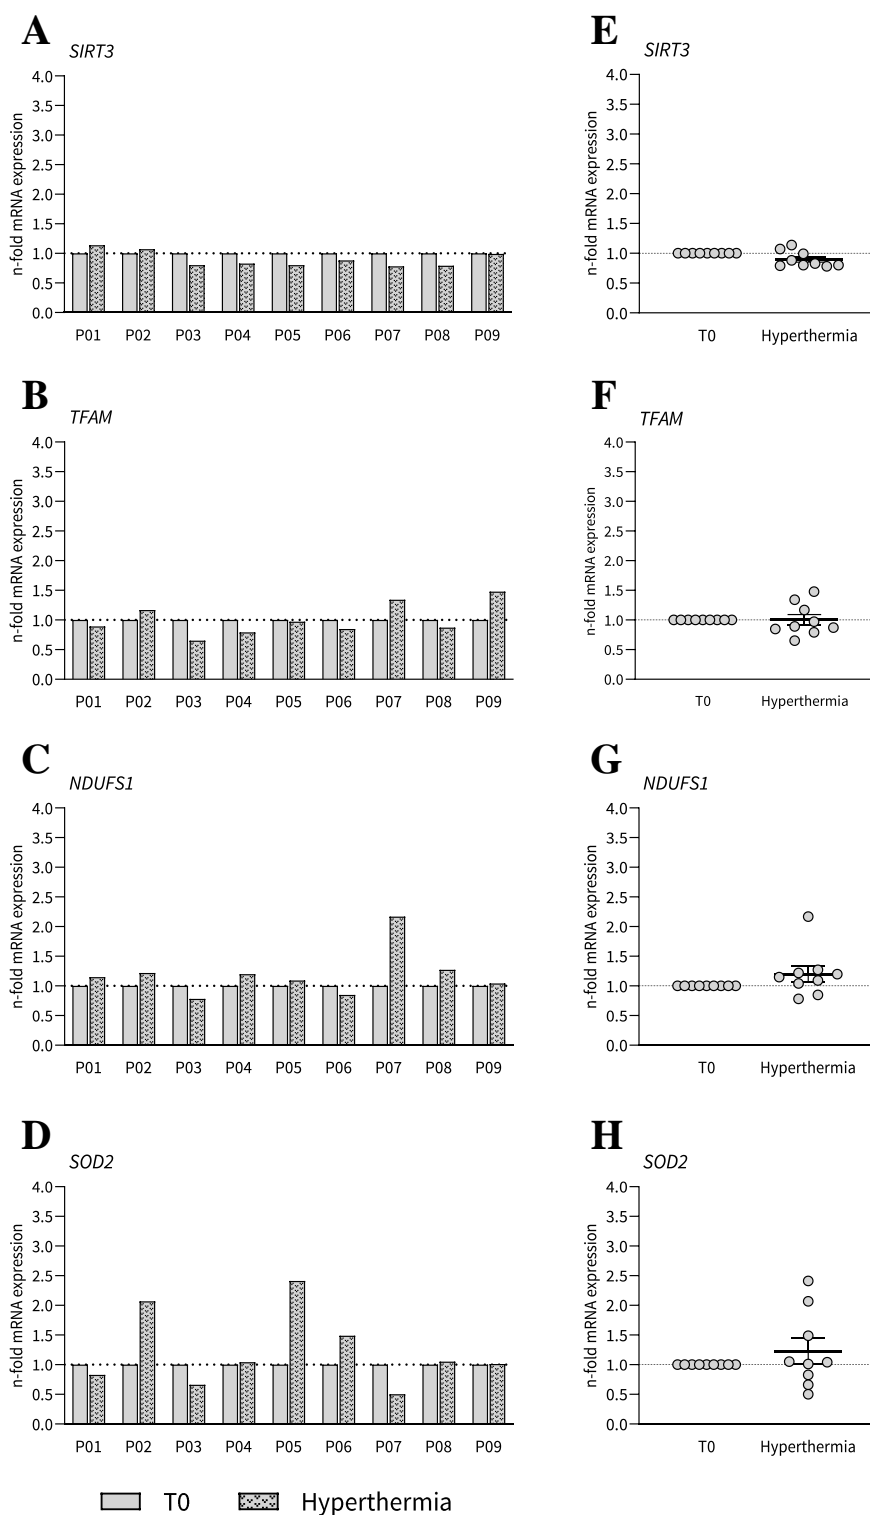 A
SIRT3
n-fold mRNA expression
4.0
3.5
3.0
2.5
2.0
1.5
1.0
0.5
0.0
P01 P02 P03 P04 P05 P06 P07 P08 P09
E
SIRT3
n-fold mRNA expression
4.0
3.5
3.0
2.5
2.0
1.5
1.0
0.5
0.0
T0 Hyperthermia
B
TFAM
n-fold mRNA expression
4.0
3.5
3.0
2.5
2.0
1.5
1.0
0.5
0.0
P01 P02 P03 P04 P05 P06 P07 P08 P09
F
TFAM
n-fold mRNA expression
4.0
3.5
3.0
2.5
2.0
1.5
1.0
0.5
0.0
T0 Hyperthermia
C
NDUFS1
n-fold mRNA expression
4.0
3.5
3.0
2.5
2.0
1.5
1.0
0.5
0.0
P01 P02 P03 P04 P05 P06 P07 P08 P09
G
NDUFS1
n-fold mRNA expression
4.0
3.5
3.0
2.5
2.0
1.5
1.0
0.5
0.0
T0 Hyperthermia
D
SOD2
n-fold mRNA expression
4.0
3.5
3.0
2.5
2.0
1.5
1.0
0.5
0.0
P01 P02 P03 P04 P05 P06 P07 P08 P09
H
SOD2
n-fold mRNA expression
4.0
3.5
3.0
2.5
2.0
1.5
1.0
0.5
0.0
T0 Hyperthermia
T0 Hyperthermia